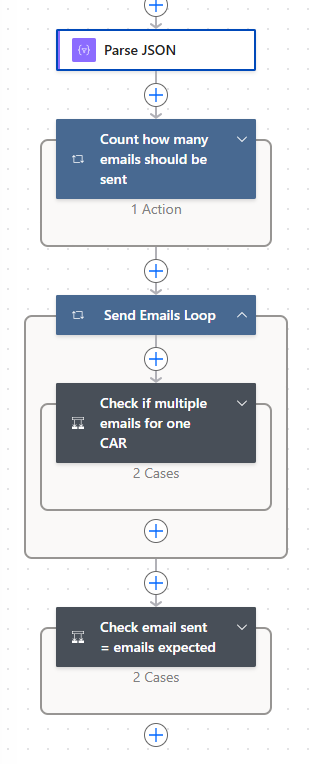 Parse JSON
Count how many
emails should be
sent
1 Action
Send Emails Loop
Check if multiple
emails for one
CAR
2 Cases
Check email sent
= emails expected
2 Cases